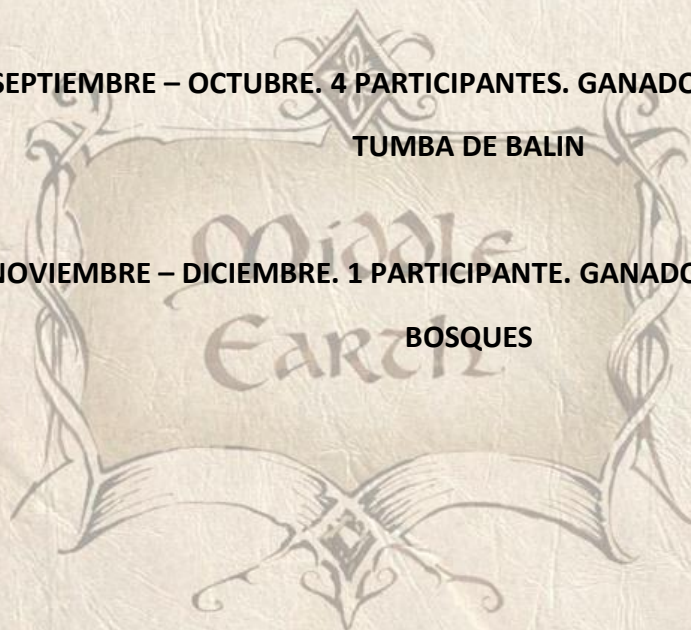 SEPTIEMBRE – OCTUBRE. 4 PARTICIPANTES. GANADO
TUMBA DE BALIN
Middle
NOVIEMBRE – DICIEMBRE. 1 PARTICIPANTE. GANADO
BOSQUES
Earth